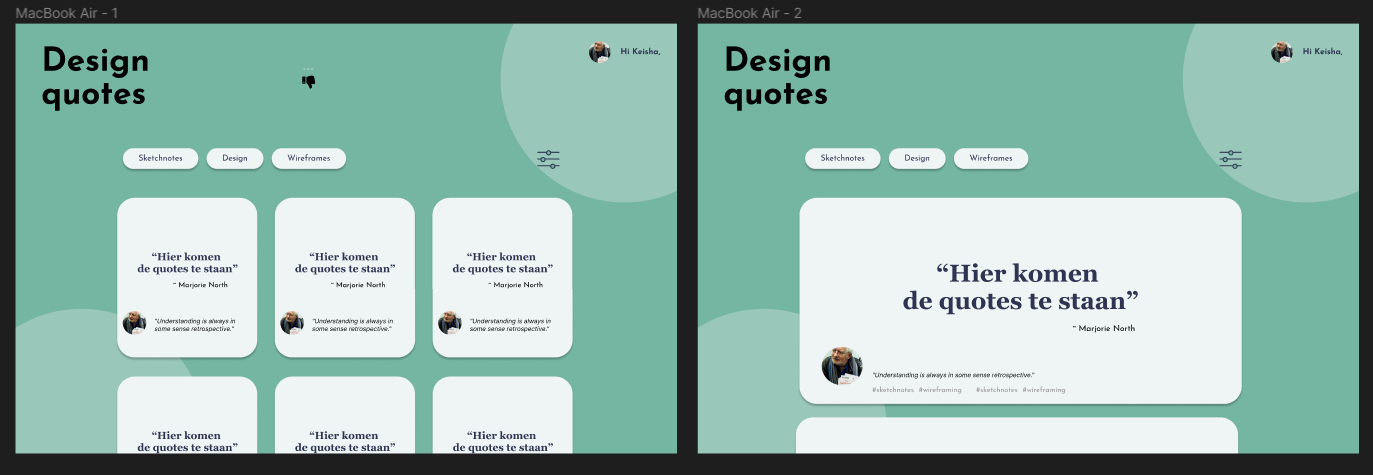 MacBook Air - 1
Design
quotes
Hi Keisha,
Sketchnotes
Design
Wireframes
“Hier komen
de quotes te staan”
~ Marjorie North
"Understanding is always in
some sense retrospective."
“Hier komen
de quotes te staan”
~ Marjorie North
"Understanding is always in
some sense retrospective."
“Hier komen
de quotes te staan”
~ Marjorie North
"Understanding is always in
some sense retrospective."
“Hier komen
de quotes te staan”
“Hier komen
de quotes te staan”
“Hier komen
de quotes te staan”
MacBook Air - 2
Design
quotes
Hi Keisha,
Sketchnotes
Design
Wireframes
“Hier komen
de quotes te staan”
~ Marjorie North
"Understanding is always in some sense retrospective."
#sketchnotes #wireframing #sketchnotes #wireframing